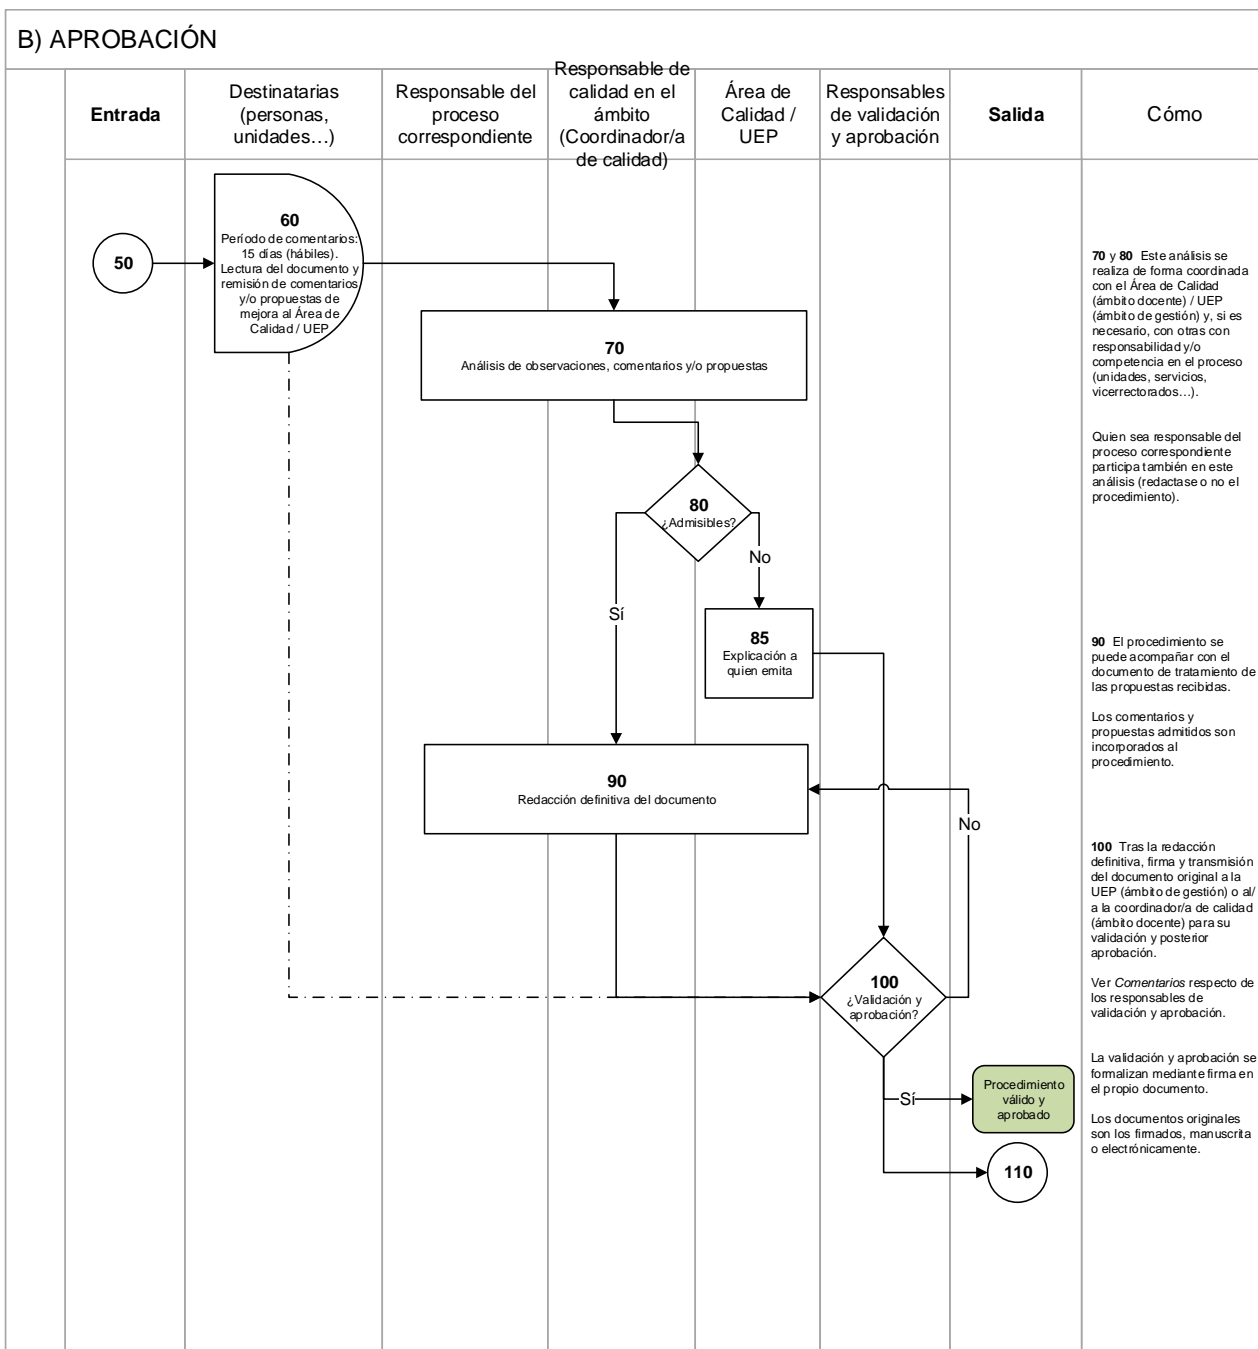 B) APROBACIÓN
Entrada
Destinatarias
(personas,
unidades…)
Responsable del
proceso
correspondiente
Responsable de
calidad en el
ámbito
(Coordinador/a
de calidad)
Área de
Calidad /
UEP
Responsables
de validación
y aprobación
Salida
Cómo
50
60
Período de comentarios:
15 días (hábiles).
Lectura del documento y
remisión de comentarios
y/o propuestas de
mejora al Área de
Calidad / UEP
70
Análisis de observaciones, comentarios y/o propuestas
80
¿Admisibles?
No
Sí
85
Explicación a
quien emita
90
Redacción definitiva del documento
No
100
¿Validación y
aprobación?
Sí
Procedimiento
válido y
aprobado
110
70 y 80 Este análisis se
realiza de forma coordinada
con el Área de Calidad
(ámbito docente) / UEP
(ámbito de gestión) y, si es
necesario, con otras con
responsabilidad y/o
competencia en el proceso
(unidades, servicios,
vicerrectorados…).
Quien sea responsable del
proceso correspondiente
participa también en este
análisis (redactase o no el
procedimiento).
90 El procedimiento se
puede acompañar con el
documento de tratamiento de
las propuestas recibidas.
Los comentarios y
propuestas admitidos son
incorporados al
procedimiento.
100 Tras la redacción
definitiva, firma y transmisión
del documento original a la
UEP (ámbito de gestión) o al/
a la coordinador/a de calidad
(ámbito docente) para su
validación y posterior
aprobación.
Ver Comentarios respecto de
los responsables de
validación y aprobación.
La validación y aprobación se
formalizan mediante firma en
el propio documento.
Los documentos originales
son los firmados, manuscrita
o electrónicamente.